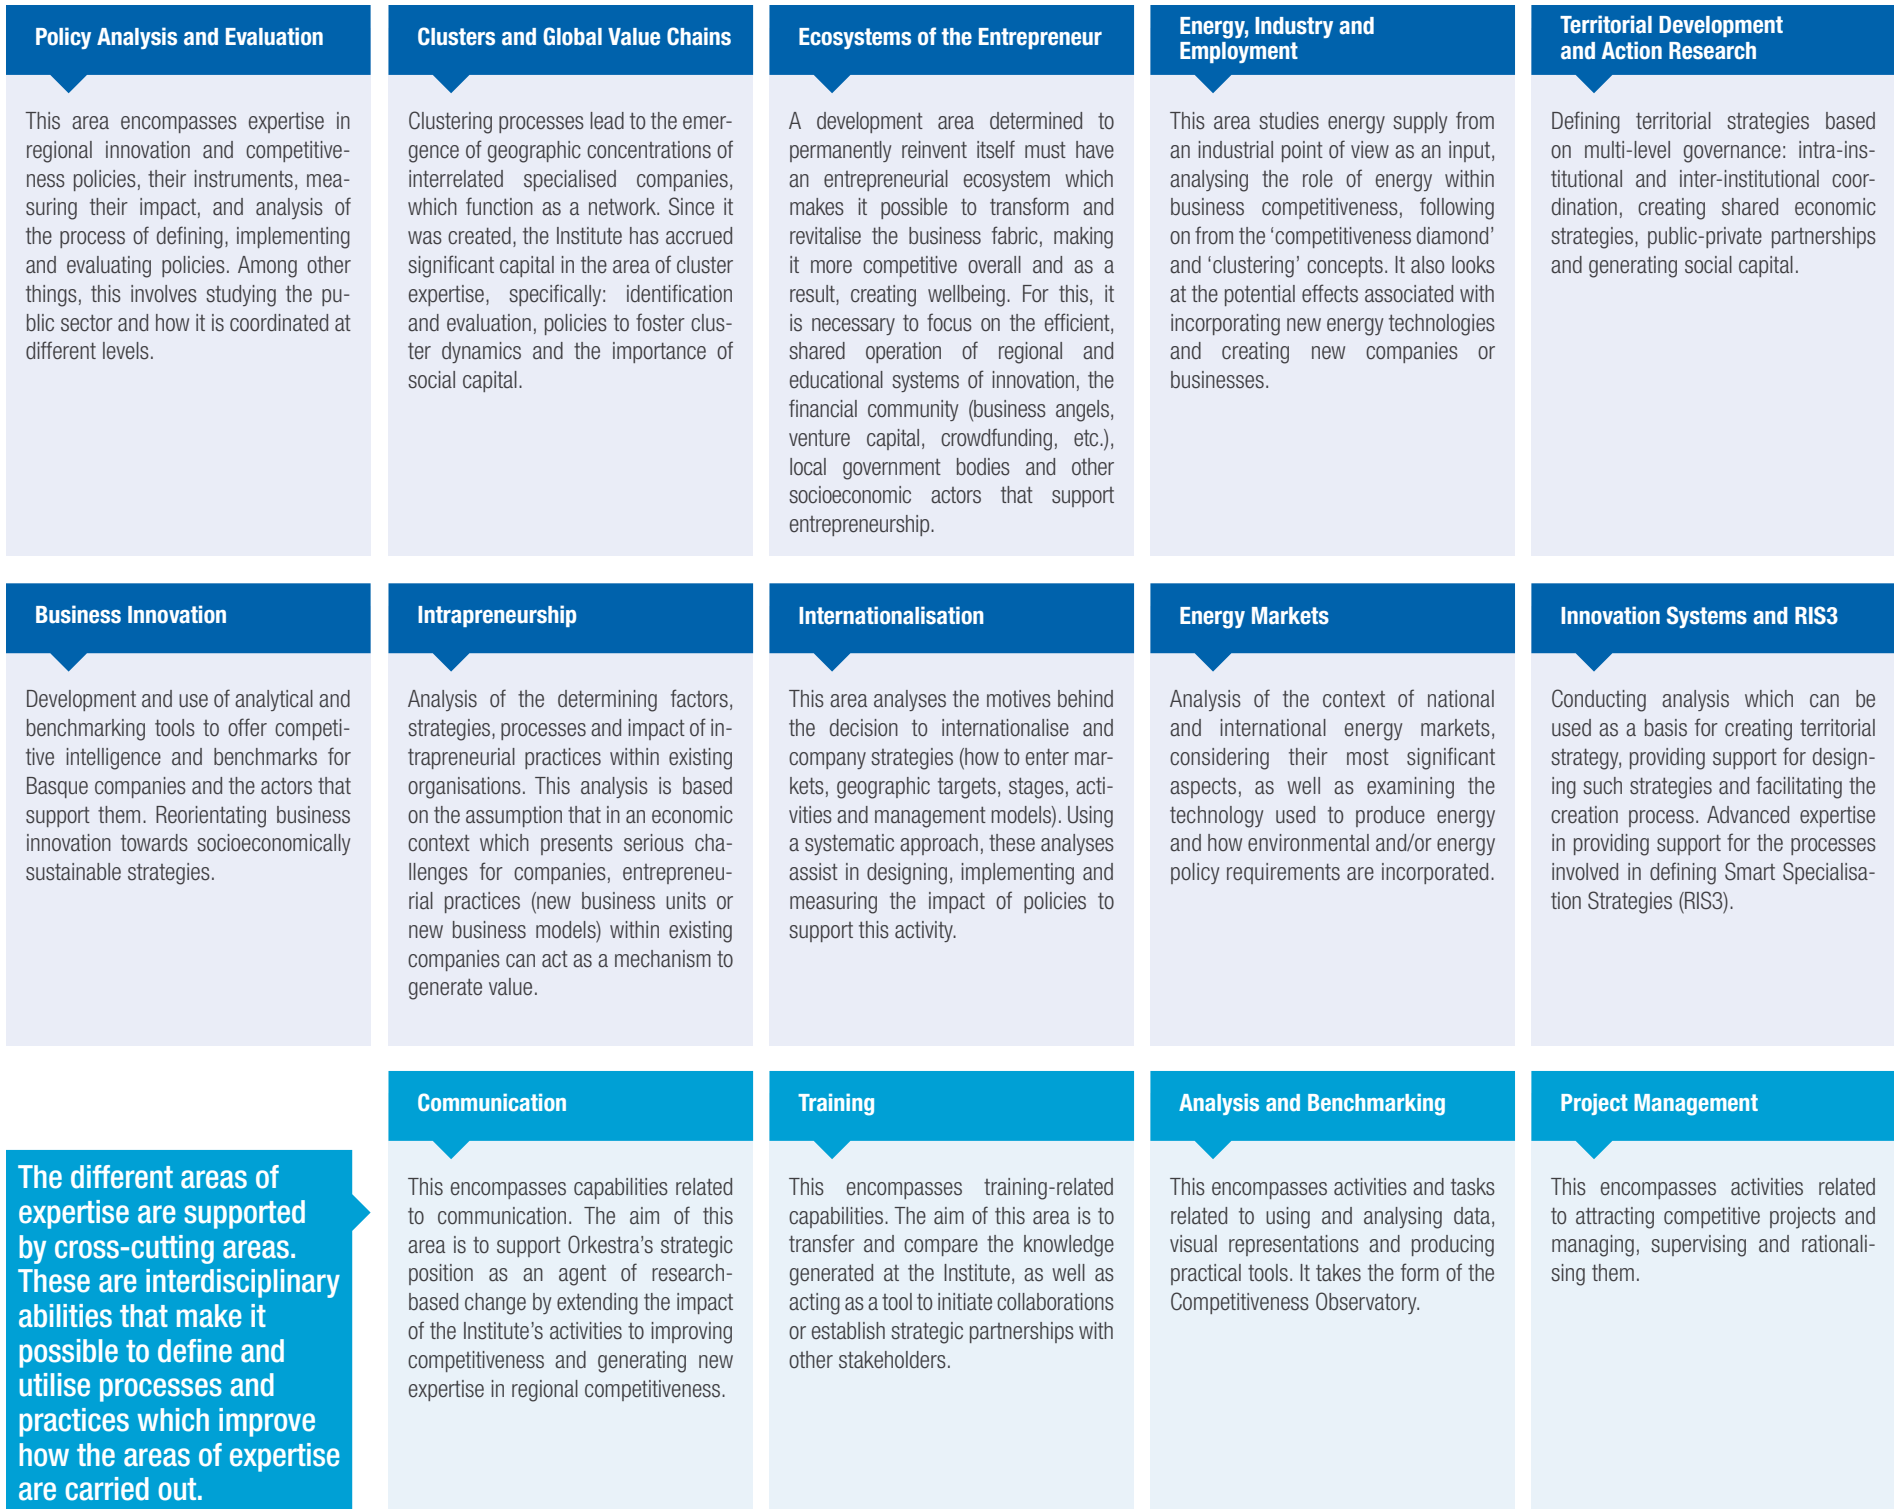 Policy Analysis and Evaluation
This area encompasses expertise in
regional innovation and competitive-
ness policies, their instruments, mea-
suring their impact, and analysis of
the process of defining, implementing
and evaluating policies. Among other
things, this involves studying the pu-
blic sector and how it is coordinated at
different levels.
Clusters and Global Value Chains
Clustering processes lead to the emer-
gence of geographic concentrations of
interrelated specialised companies,
which function as a network. Since it
was created, the Institute has accrued
significant capital in the area of cluster
expertise, specifically: identification
and evaluation, policies to foster clus-
ter dynamics and the importance of
social capital.
Ecosystems of the Entrepreneur
A development area determined to
permanently reinvent itself must have
an entrepreneurial ecosystem which
makes it possible to transform and
revitalise the business fabric, making
it more competitive overall and as a
result, creating wellbeing. For this, it
is necessary to focus on the efficient,
shared operation of regional and
educational systems of innovation, the
financial community (business angels,
venture capital, crowdfunding, etc.),
local government bodies and other
socioeconomic actors that support
entrepreneurship.
Energy, Industry and
Employment
This area studies energy supply from
an industrial point of view as an input,
analysing the role of energy within
business competitiveness, following
on from the ‘competitiveness diamond’
and ‘clustering’ concepts. It also looks
at the potential effects associated with
incorporating new energy technologies
and creating new companies or
businesses.
Territorial Development
and Action Research
Defining territorial strategies based
on multi-level governance: intra-ins-
titutional and inter-institutional coor-
dination, creating shared economic
strategies, public-private partnerships
and generating social capital.
Business Innovation
Development and use of analytical and
benchmarking tools to offer competi-
tive intelligence and benchmarks for
Basque companies and the actors that
support them. Reorientating business
innovation towards socioeconomically
sustainable strategies.
Intrapreneurship
Analysis of the determining factors,
strategies, processes and impact of in-
trapreneurial practices within existing
organisations. This analysis is based
on the assumption that in an economic
context which presents serious cha-
llenges for companies, entrepreneu-
rial practices (new business units or
new business models) within existing
companies can act as a mechanism to
generate value.
Internationalisation
This area analyses the motives behind
the decision to internationalise and
company strategies (how to enter mar-
kets, geographic targets, stages, acti-
vities and management models). Using
a systematic approach, these analyses
assist in designing, implementing and
measuring the impact of policies to
support this activity.
Energy Markets
Analysis of the context of national
and international energy markets,
considering their most significant
aspects, as well as examining the
technology used to produce energy
and how environmental and/or energy
policy requirements are incorporated.
Innovation Systems and RIS3
Conducting analysis which can be
used as a basis for creating territorial
strategy, providing support for design-
ing such strategies and facilitating the
creation process. Advanced expertise
in providing support for the processes
involved in defining Smart Specialisa-
tion Strategies (RIS3).
The different areas of
expertise are supported
by cross-cutting areas.
These are interdisciplinary
abilities that make it
possible to define and
utilise processes and
practices which improve
how the areas of expertise
are carried out.
Communication
This encompasses capabilities related
to communication. The aim of this
area is to support Orkestra’s strategic
position as an agent of research-
based change by extending the impact
of the Institute’s activities to improving
competitiveness and generating new
expertise in regional competitiveness.
Training
This encompasses training-related
capabilities. The aim of this area is to
transfer and compare the knowledge
generated at the Institute, as well as
acting as a tool to initiate collaborations
or establish strategic partnerships with
other stakeholders.
Analysis and Benchmarking
This encompasses activities and tasks
related to using and analysing data,
visual representations and producing
practical tools. It takes the form of the
Competitiveness Observatory.
Project Management
This encompasses activities related
to attracting competitive projects and
managing, supervising and rationali-
sing them.